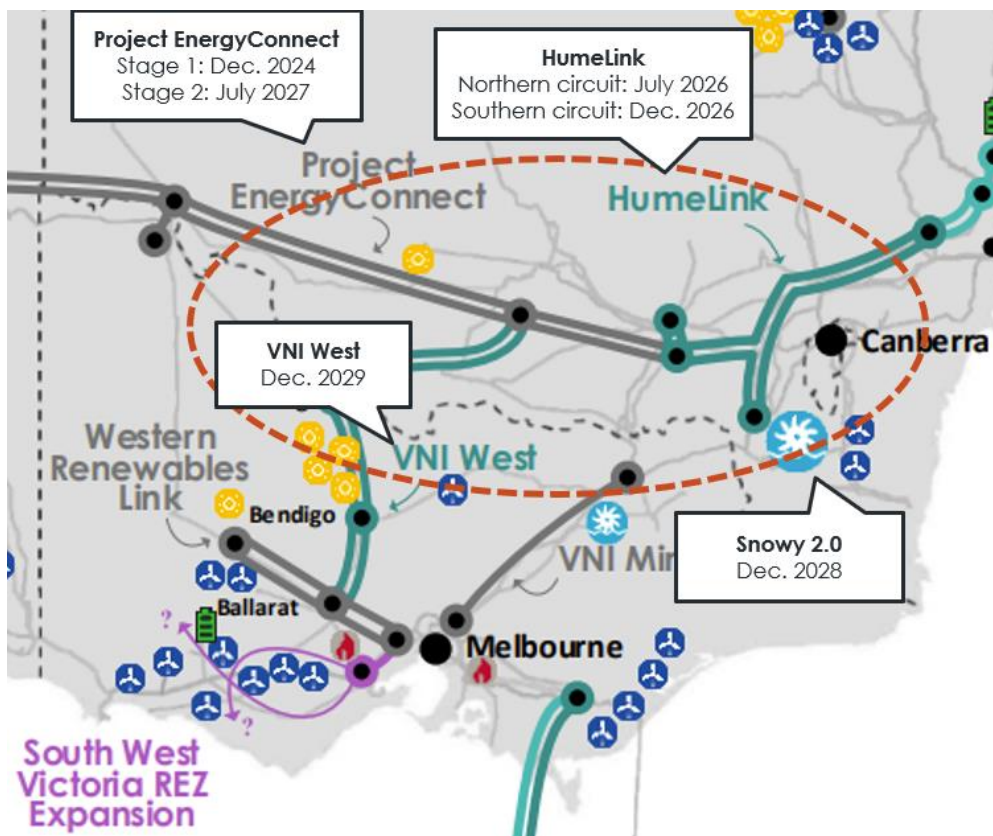 Project EnergyConnect
Stage 1: Dec. 2024
Stage 2: July 2027
HumeLink
Northern circuit: July 2026
Southern circuit: Dec. 2026
Project
EnergyConnect
HumeLink
Canberra
VNI West
Dec. 2029
Western
Renewables
Link
VNI West
Bendigo
Snowy 2.0
Dec. 2028
VNI
Ballarat
?
Melbourne
?
South West
Victoria REZ
Expansion